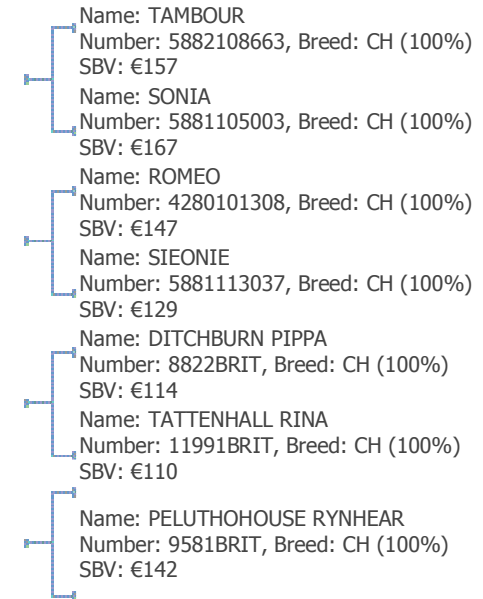 Name: TAMBOUR
Number: 5882108663, Breed: CH (100%)
SBV: €157
Name: SONIA
Number: 5881105003, Breed: CH (100%)
SBV: €167
Name: ROMEO
Number: 4280101308, Breed: CH (100%)
SBV: €147
Name: SIEONIE
Number: 5881113037, Breed: CH (100%)
SBV: €129
Name: DITCHBURN PIPPA
Number: 8822BRIT, Breed: CH (100%)
SBV: €114
Name: TATTENHALL RINA
Number: 11991BRIT, Breed: CH (100%)
SBV: €110
Name: PELUTHOHOUSE RYNHEAR
Number: 9581BRIT, Breed: CH (100%)
SBV: €142